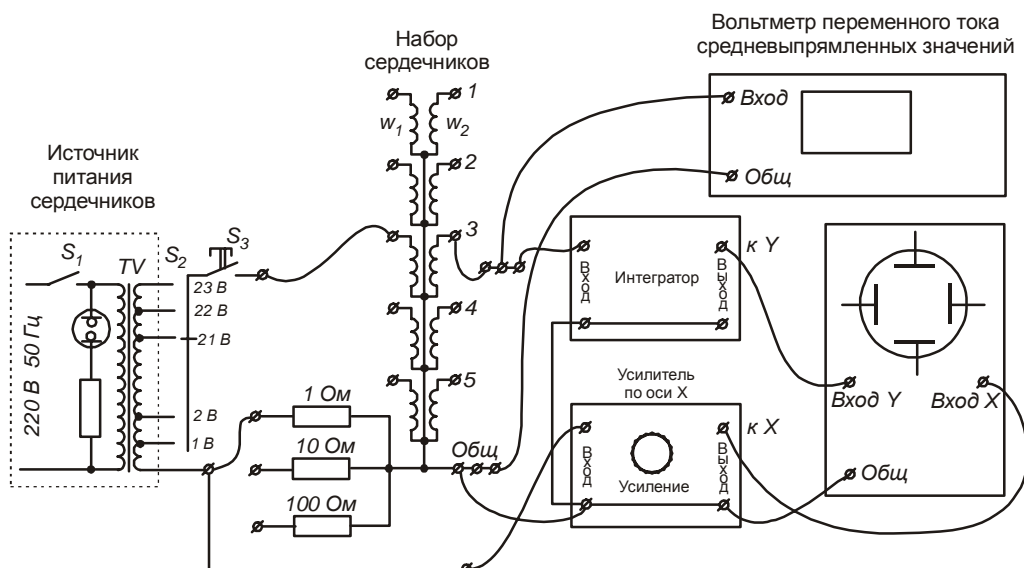 Вольтметр переменного тока
средневыпрямленных значений
Набор
сердечников
1
w1
w2
2
3
4
5
Вход
Общ
Источник
питания
сердечников
S1
TV
S2
S3
23 В
22 В
21 В
2 В
1 В
220 В 50 Гц
1 Ом
10 Ом
100 Ом
Общ
Вход
Интегратор
Выход
к Y
Усилитель
по оси X
Вход
Усиление
Выход
к X
Вход Y
Вход X
Общ